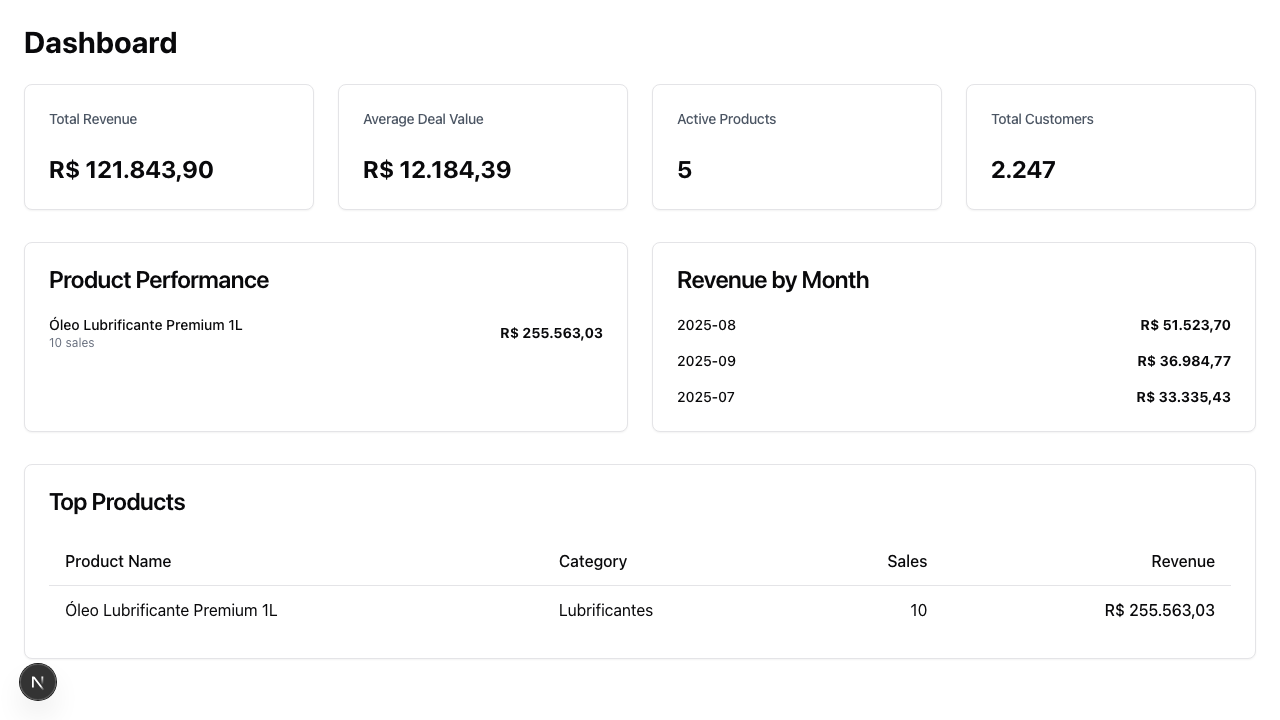 Dashboard
Total Revenue
R$ 121.843,90
Average Deal Value
R$ 12.184,39
Active Products
5
Total Customers
2.247
Product Performance
Óleo Lubrificante Premium 1L
10 sales
R$ 255.563,03
Revenue by Month
2025-08 R$ 51.523,70
2025-09 R$ 36.984,77
2025-07 R$ 33.335,43
Top Products
Product Name Category Sales Revenue
Óleo Lubrificante Premium 1L Lubrificantes 10 R$ 255.563,03
N